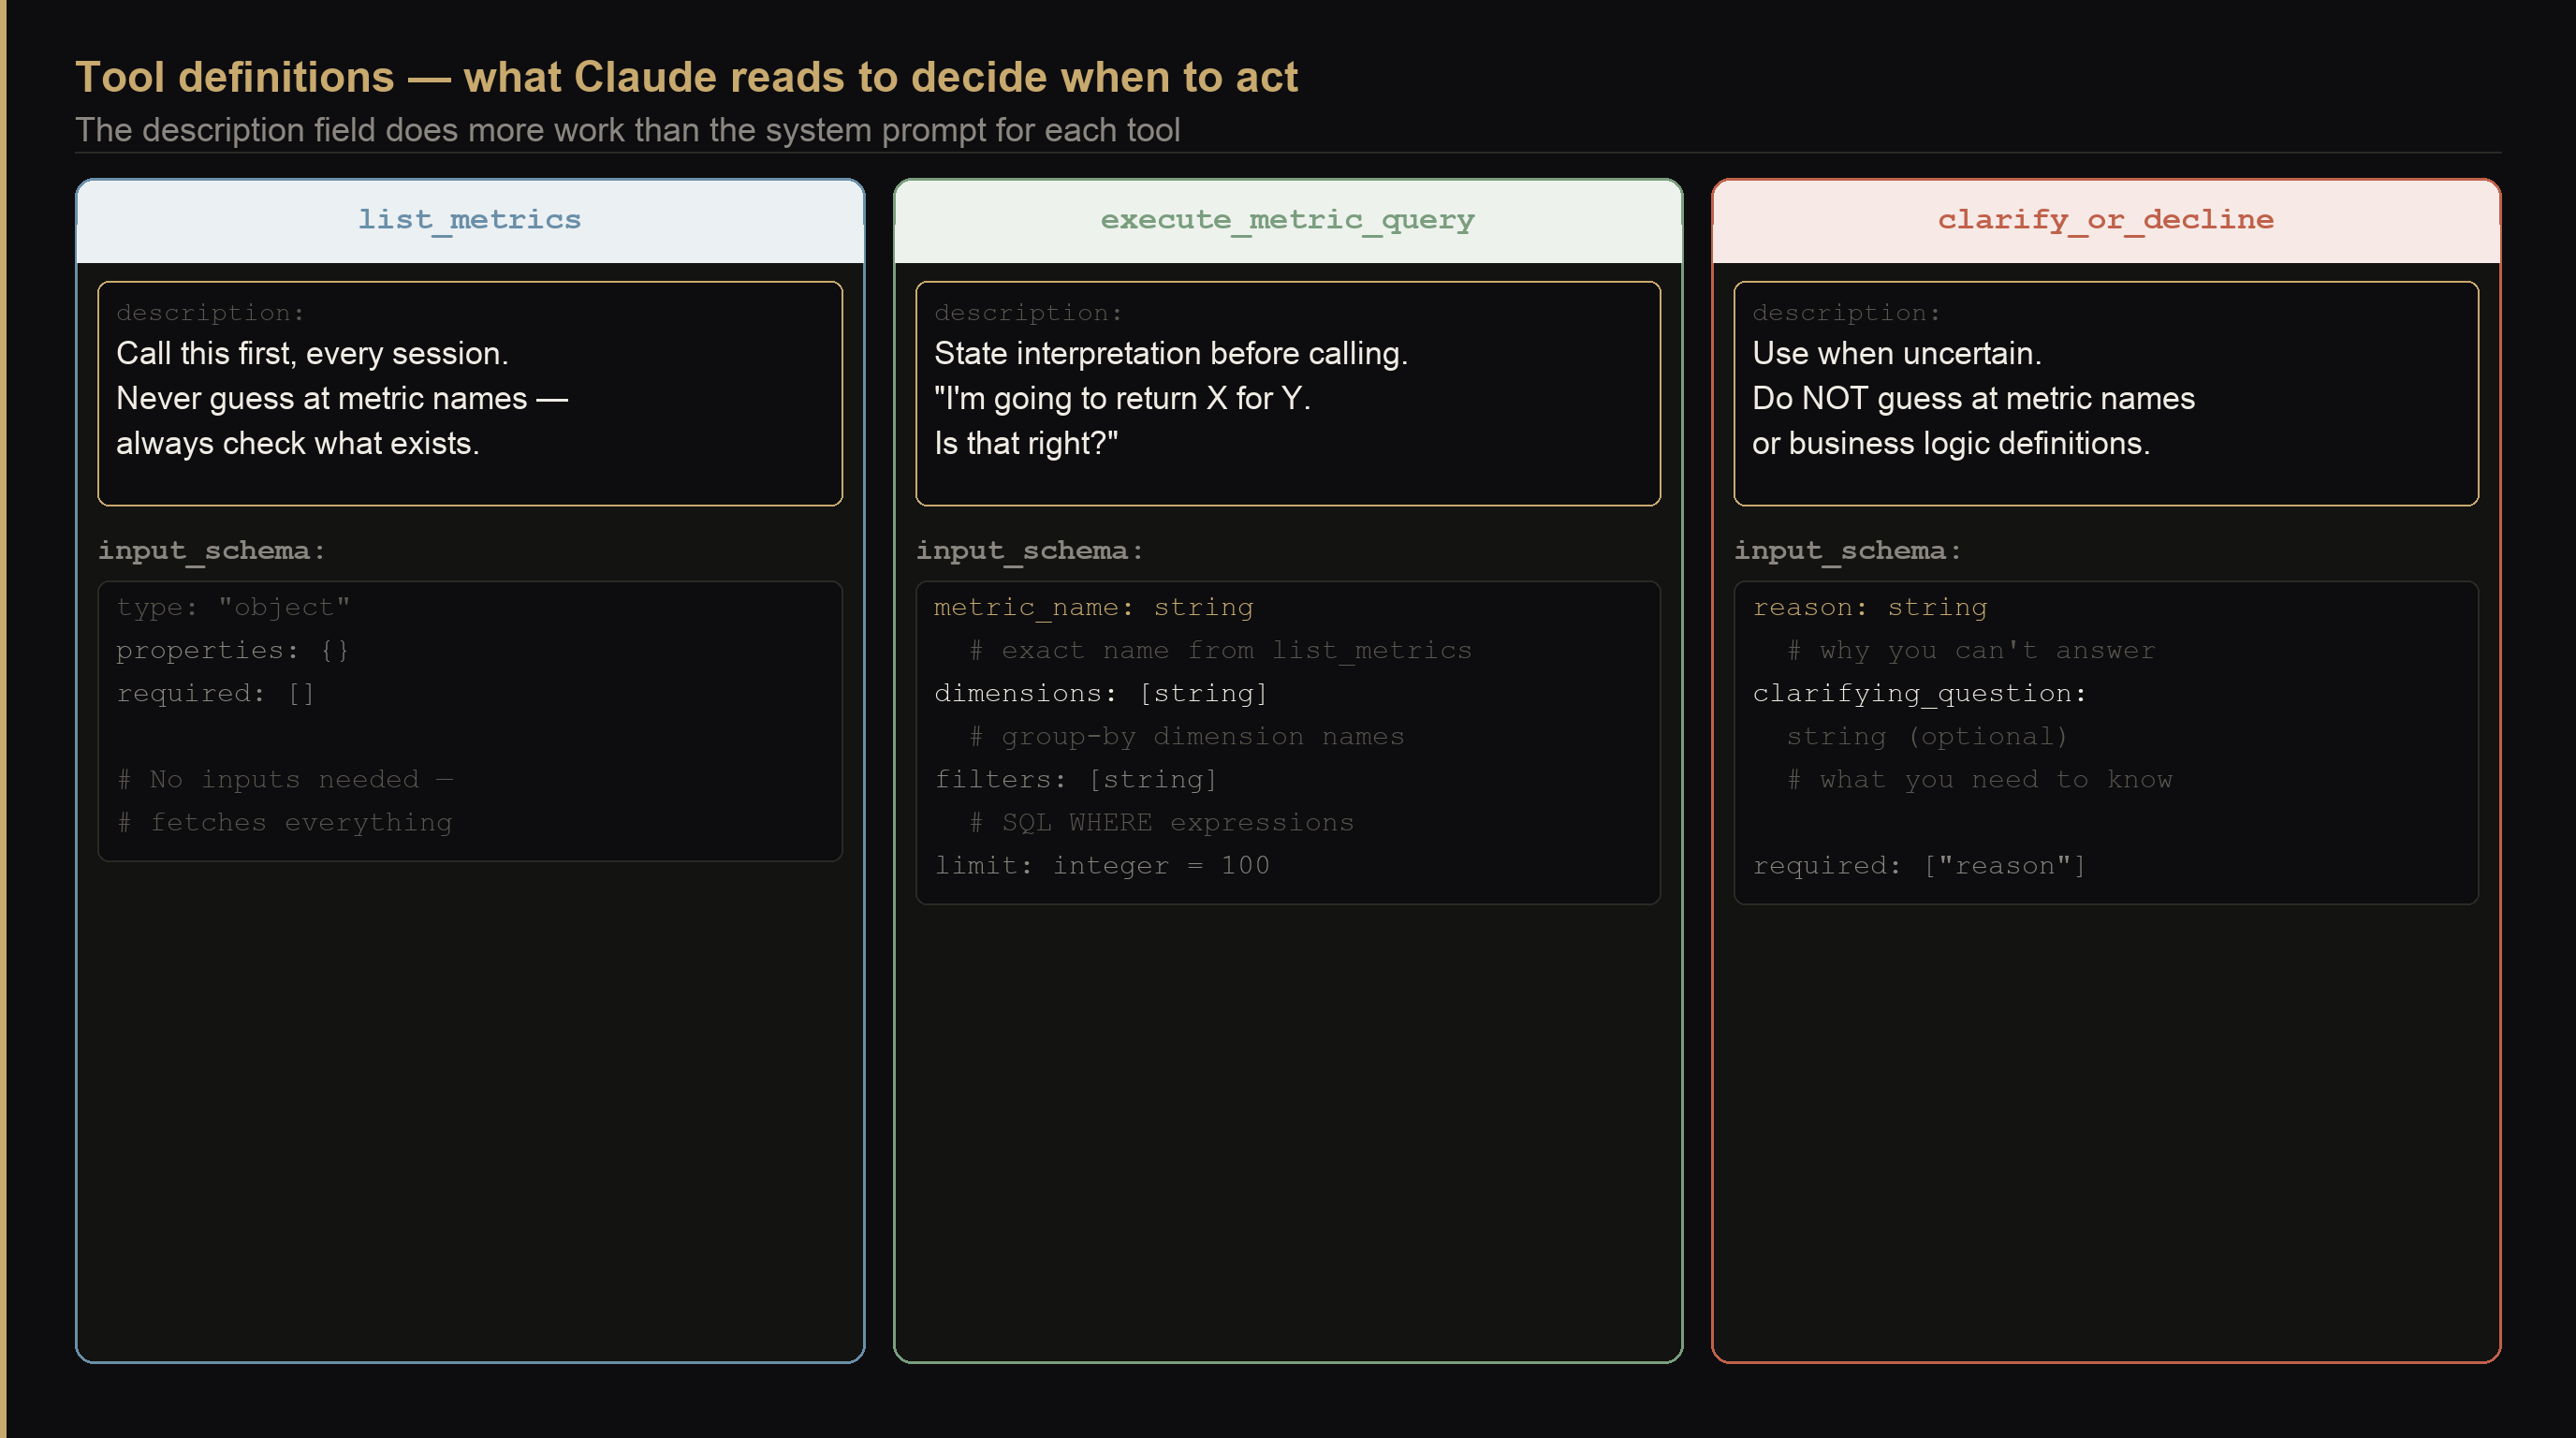 Tool definitions — what Claude reads to decide when to act
The description field does more work than the system prompt for each tool
list_metrics
description:
Call this first, every session.
Never guess at metric names —
always check what exists.
input_schema:
type: "object"
properties: {}
required: []
# No inputs needed —
# fetches everything
execute_metric_query
description:
State interpretation before calling.
"I'm going to return X for Y.
Is that right?"
input_schema:
metric_name: string
# exact name from list_metrics
dimensions: [string]
# group-by dimension names
filters: [string]
# SQL WHERE expressions
limit: integer = 100
clarify_or_decline
description:
Use when uncertain.
Do NOT guess at metric names
or business logic definitions.
input_schema:
reason: string
# why you can't answer
clarifying_question:
string (optional)
# what you need to know
required: ["reason"]